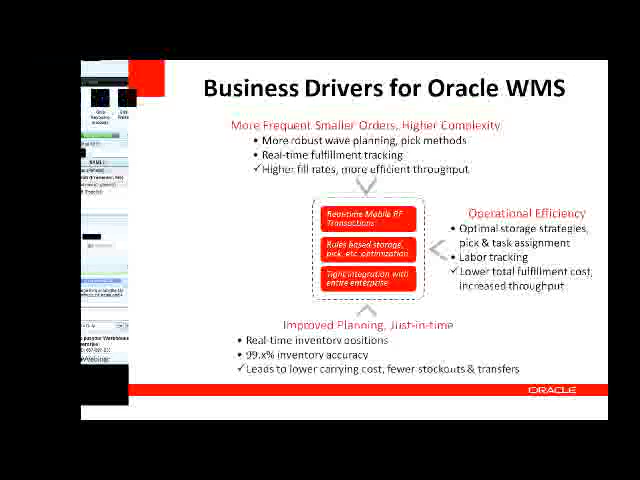 Business Drivers for Oracle WMS
More Frequent Smaller Orders, Higher Complexity
• More robust wave planning, pick methods
• Real-time fulfillment tracking
✓Higher fill rates, more efficient throughput
Real-time Mobile RF
Transactions
Rules based storage,
pick, etc. optimization
Tight integration with
entire enterprise
Operational Efficiency
• Optimal storage strategies,
pick & task assignment
• Labor tracking
✓ Lower total fulfillment cost,
increased throughput
Improved Planning, Just-in-time
• Real-time inventory positions
• 99.x% inventory accuracy
✓Leads to lower carrying cost, fewer stockouts & transfers
ORACLE
Webinar